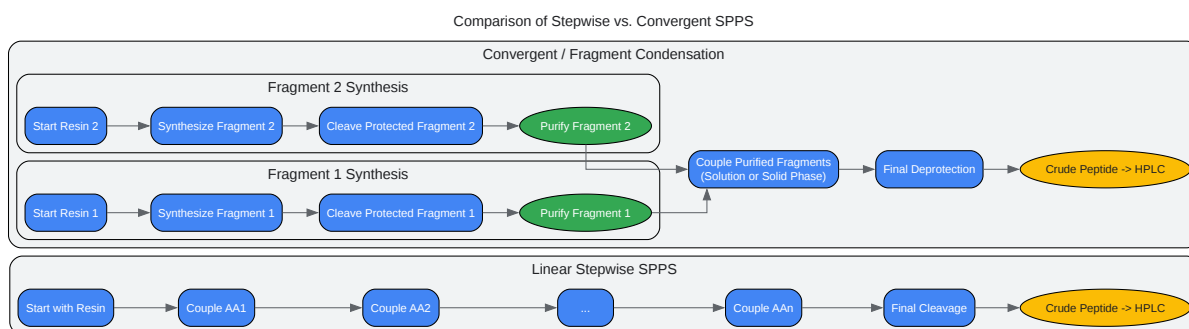 Comparison of Stepwise vs. Convergent SPPS
Convergent / Fragment Condensation
Fragment 2 Synthesis
Start Resin 2
Synthesize Fragment 2
Cleave Protected Fragment 2
Purify Fragment 2
Fragment 1 Synthesis
Start Resin 1
Synthesize Fragment 1
Cleave Protected Fragment 1
Purify Fragment 1
Couple Purified Fragments
(Solution or Solid Phase)
Final Deprotection
Crude Peptide -> HPLC
Linear Stepwise SPPS
Start with Resin
Couple AA1
Couple AA2
...
Couple AAn
Final Cleavage
Crude Peptide -> HPLC